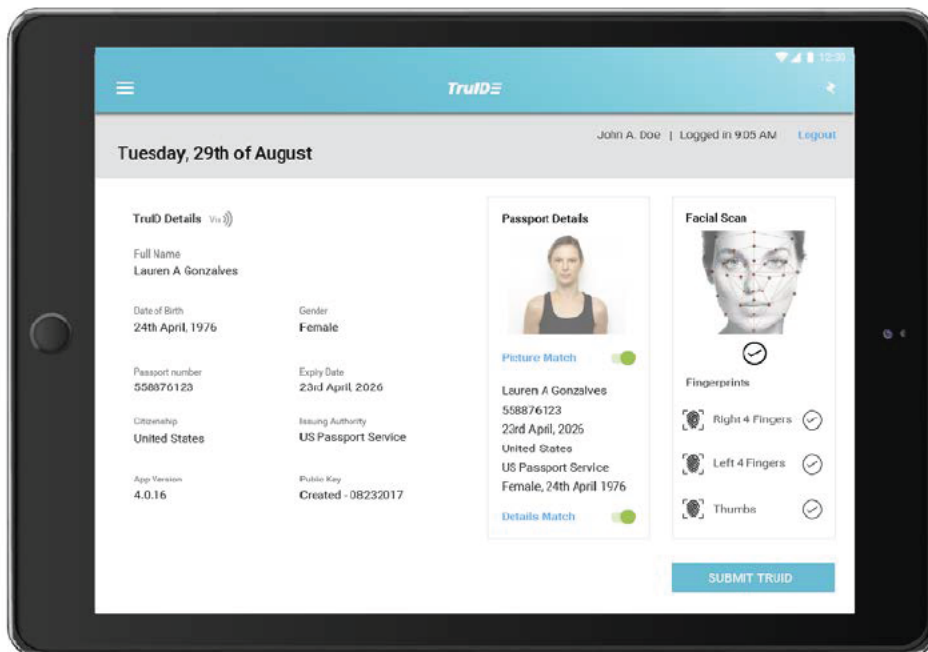 12:30
TruID
John A. Doe | Logged in 9:05 AM Logout
Tuesday, 29th of August
TruID Details Via
Full Name
Lauren A Gonzalves
Date of Birth
24th April, 1976
Gender
Female
Passport number
558876123
Expiry Date
23rd April, 2026
Citizenship
United States
Issuing Authority
US Passport Service
App Version
4.0.16
Public Key
Created - 08232017
Passport Details
Picture Match
Lauren A Gonzalves
558876123
23rd April, 2026
United States
US Passport Service
Female, 24th April 1976
Details Match
Facial Scan
Fingerprints
Right 4 Fingers
Left 4 Fingers
Thumbs
SUBMIT TRUID